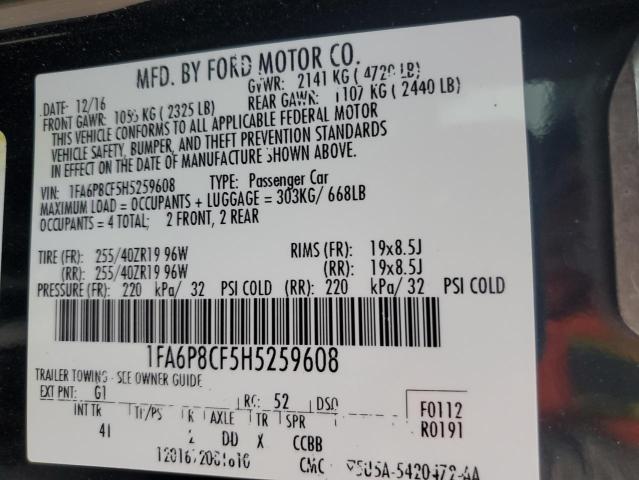 MFD. BY FORD MOTOR CO.
DATE: 12/16 GVWR: 2141 KG ( 4720 LB)
FRONT GAWR: 1055 KG ( 2325 LB) REAR GAWR: 1107 KG ( 2440 LB)
THIS VEHICLE CONFORMS TO ALL APPLICABLE FEDERAL MOTOR
VEHICLE SAFETY, BUMPER, AND THEFT PREVENTION STANDARDS
IN EFFECT ON THE DATE OF MANUFACTURE SHOWN ABOVE.
VIN: 1FA6P8CF5H5259608 TYPE: Passenger Car
MAXIMUM LOAD = OCCUPANTS + LUGGAGE = 303KG/ 668LB
OCCUPANTS = 4 TOTAL; 2 FRONT, 2 REAR
TIRE (FR): 255/40ZR19 96W RIMS (FR): 19x8.5J
(RR): 255/40ZR19 96W (RR): 19x8.5J
PRESSURE (FR): 220 kPa/ 32 PSI COLD (RR): 220 kPa/ 32 PSI COLD
1FA6P8CF5H5259608
TRAILER TOWING - SEE OWNER GUIDE
EXT PNT: G1 RC: 52 DSO F0112
INT TR TP/PS R AXLE TR SPR R0191
4I 2 DD X CCBB
CMC